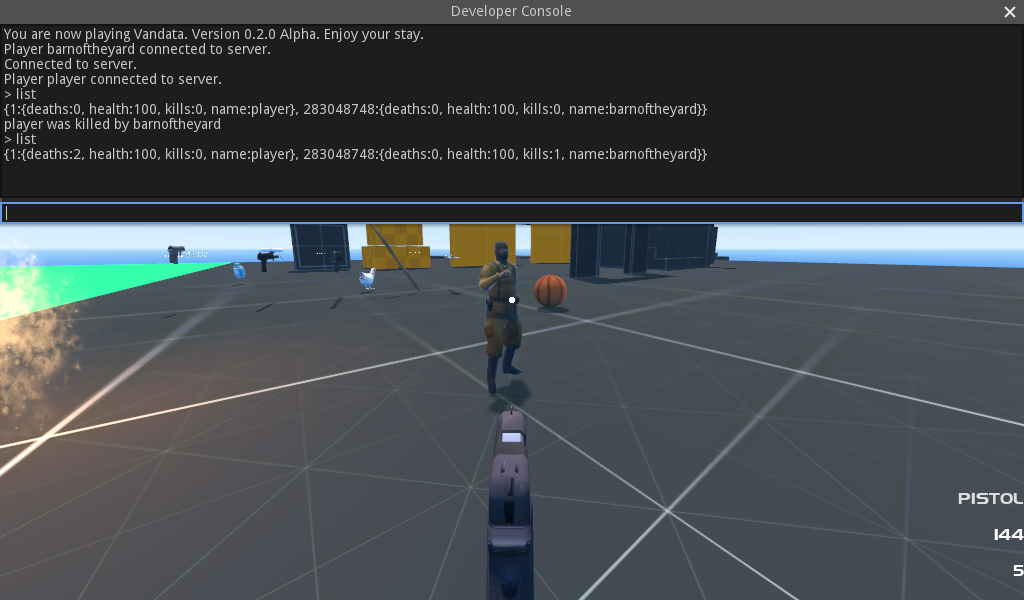 Developer Console
You are now playing Vandata. Version 0.2.0 Alpha. Enjoy your stay.
Player barnoftheyard connected to server.
Connected to server.
Player player connected to server.
> list
{1:{deaths:0, health:100, kills:0, name:player}, 283048748:{deaths:0, health:100, kills:0, name:barnoftheyard}}
player was killed by barnoftheyard
> list
{1:{deaths:2, health:100, kills:0, name:player}, 283048748:{deaths:0, health:100, kills:1, name:barnoftheyard}}
PISTOL
144
5